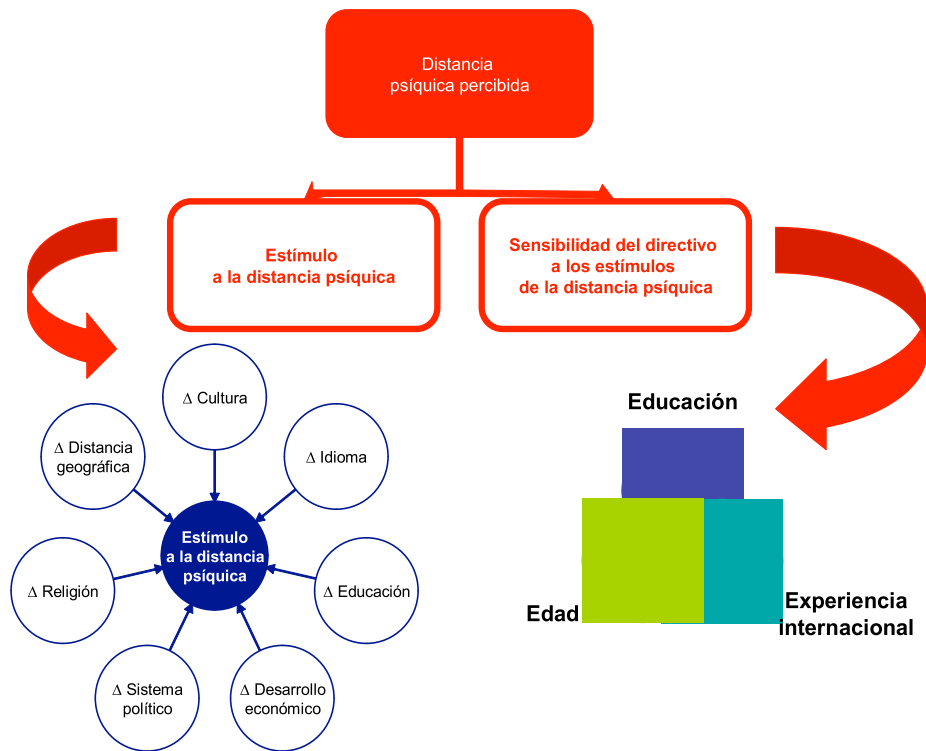 Distancia
psíquica percibida
Estímulo
a la distancia psíquica
Sensibilidad del directivo
a los estímulos
de la distancia psíquica
∆ Cultura
∆ Distancia
geográfica
∆ Idioma
Estímulo
a la distancia
psíquica
∆ Religión
∆ Educación
∆ Sistema
político
∆ Desarrollo
económico
Educación
Edad
Experiencia
internacional